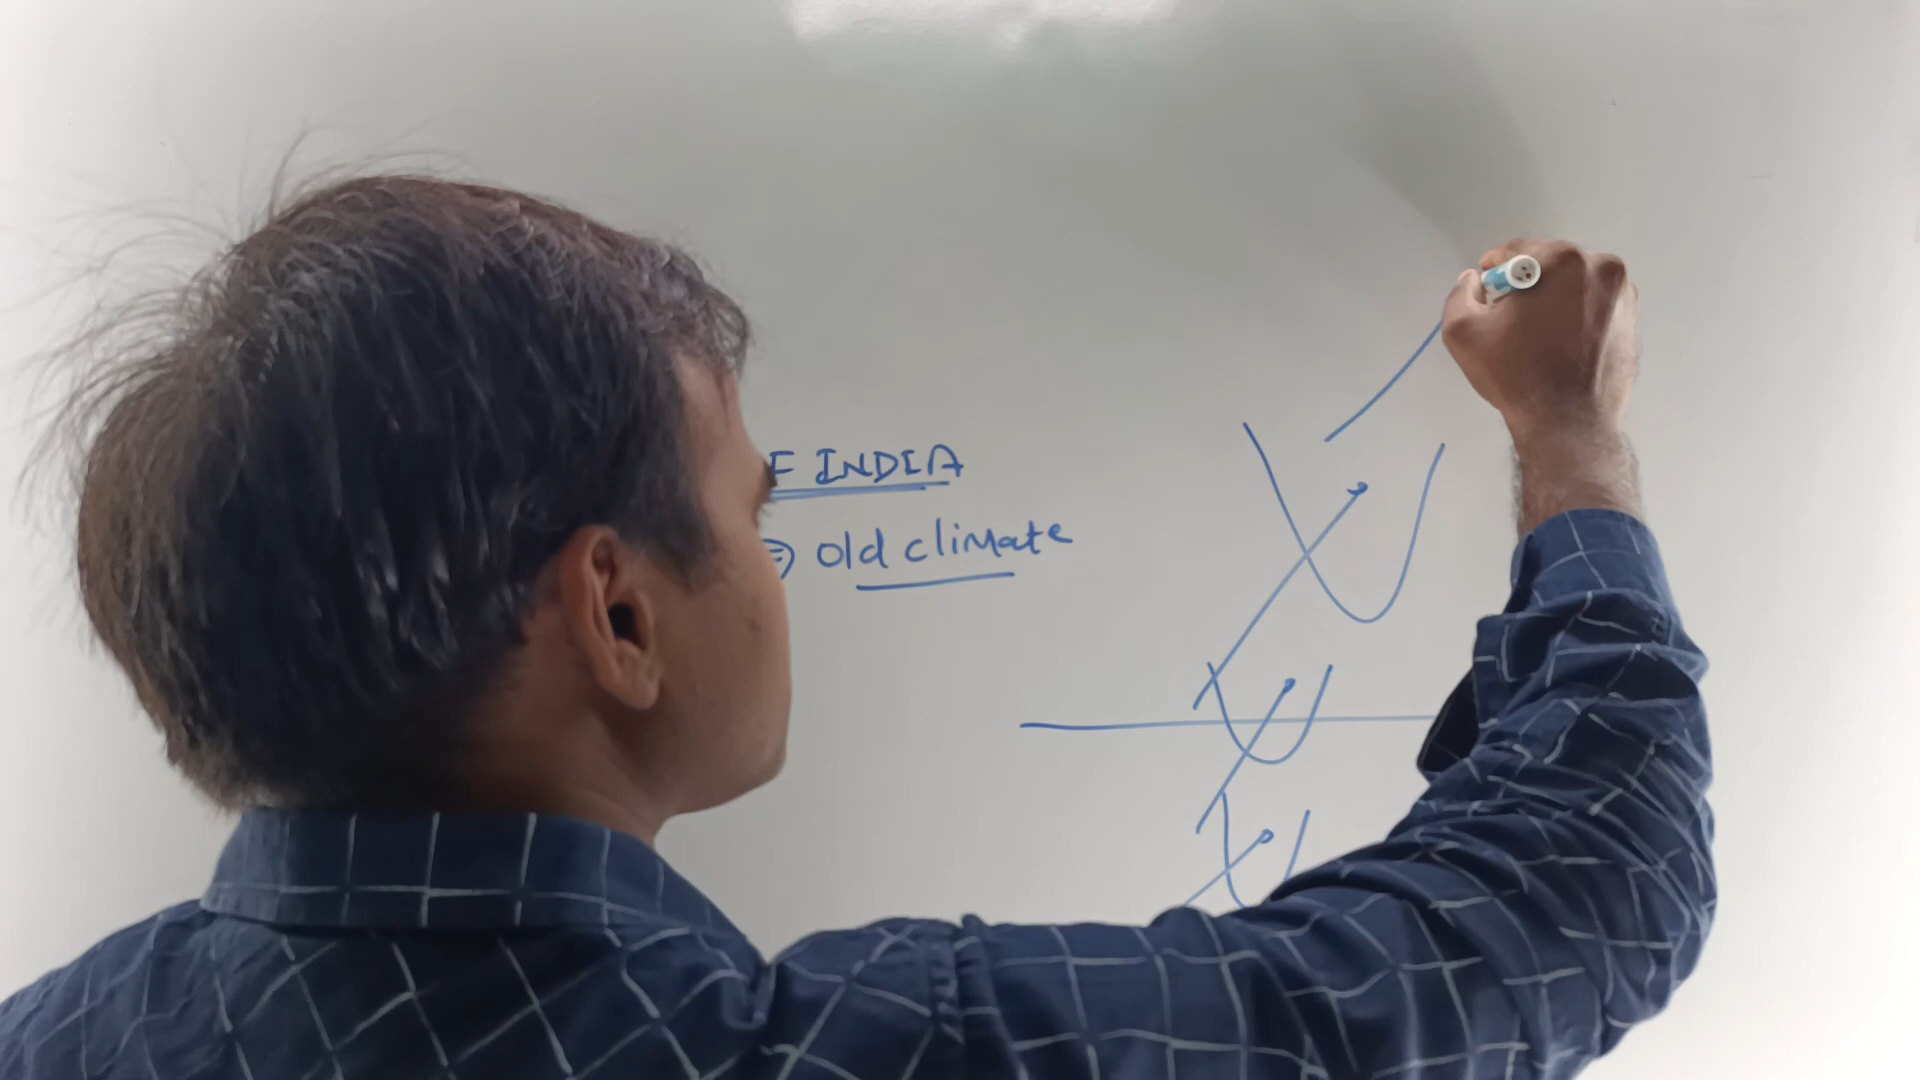 F INDIA
⇒ old climate